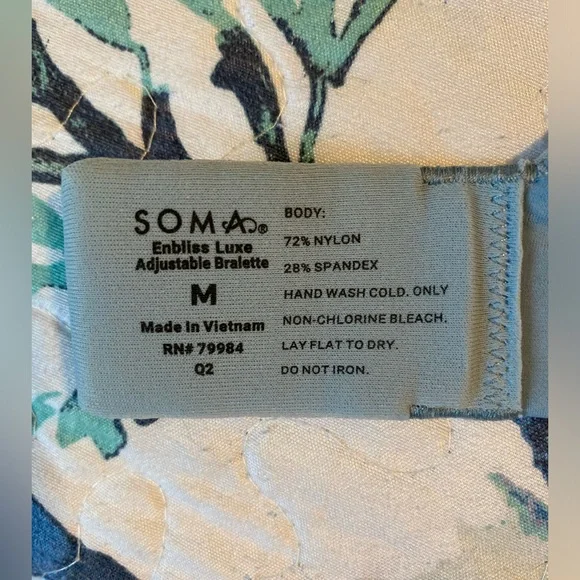 SOMA®
Enbliss Luxe
Adjustable Bralette
M
Made In Vietnam
RN# 79984
Q2
BODY:
72% NYLON
28% SPANDEX
HAND WASH COLD. ONLY
NON-CHLORINE BLEACH.
LAY FLAT TO DRY.
DO NOT IRON.